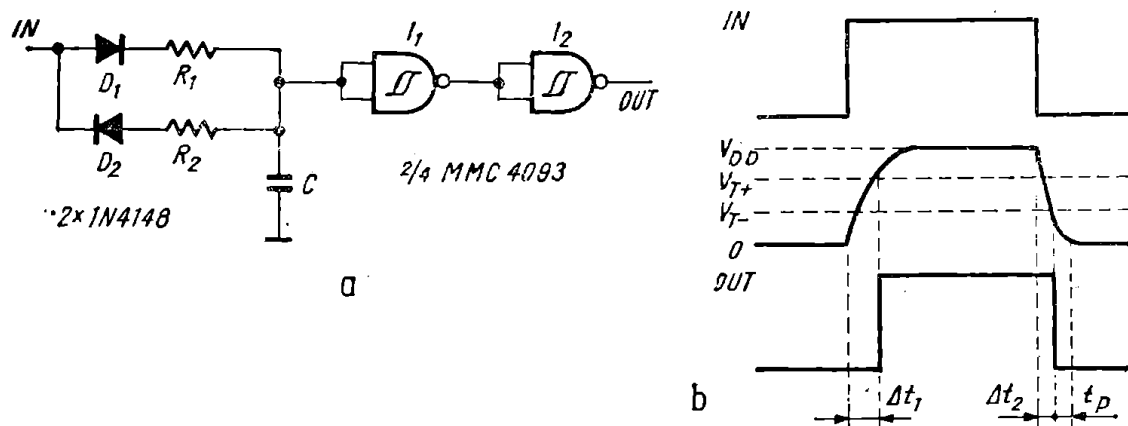 IN
D1
R1
D2
R2
C
2×1N4148
I1
I2
OUT
2/4 MMC 4093
a
IN
VDD
VT+
VT-
0
OUT
b
Δt1
Δt2
tp